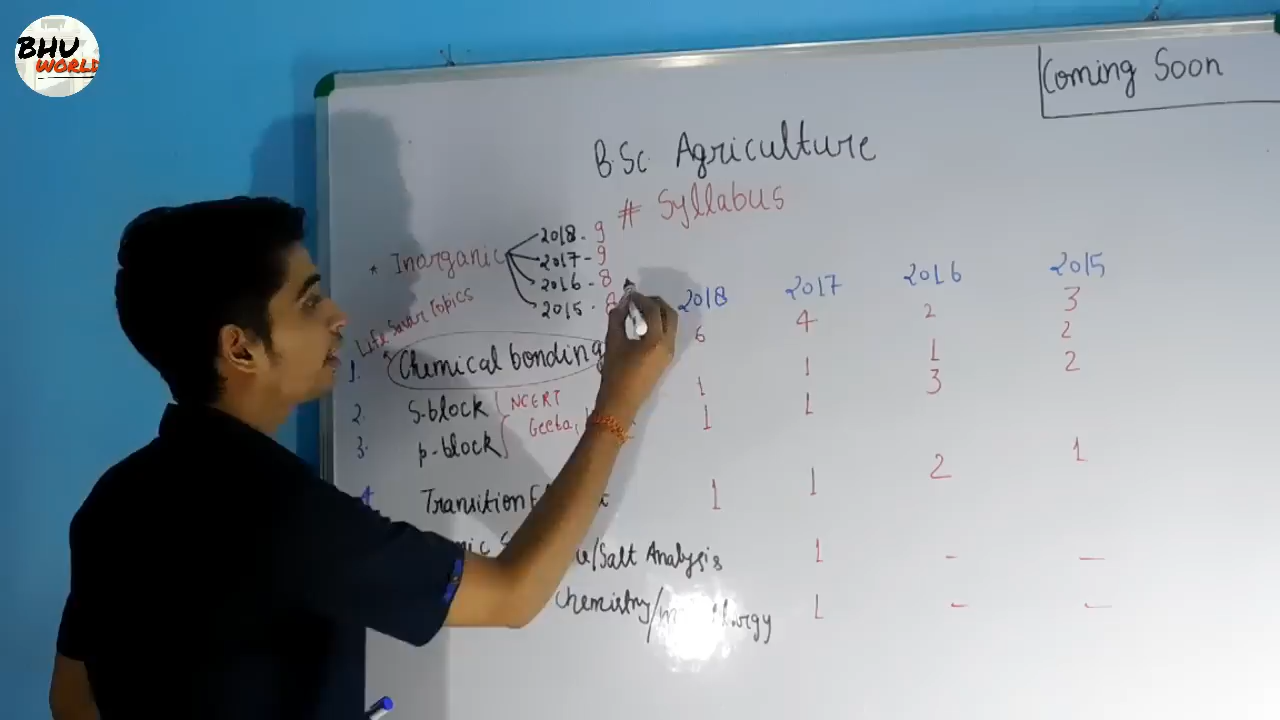 BHU
WORLD
Coming Soon
B.Sc. Agriculture
# Syllabus
* Inorganic
2018 - 9
2017 - 9
2016 - 8
2015 - 8
Life Saver Topics
2018 2017 2016 2015
1. Chemical bonding 6 4 2 3
2. S-block NCERT 1 1 1 2
3. p-block Geeta, 1 1 3 2
Transition 1 1 2 1
/Salt Analysis 1 - -
Chemistry/ 1 - -